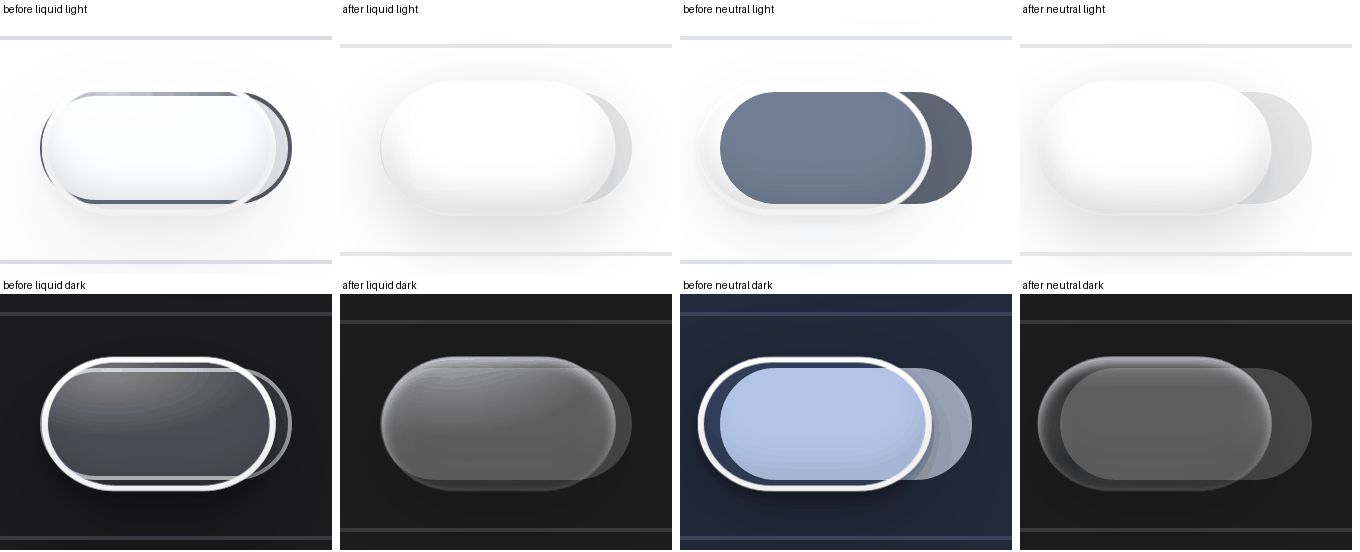 before liquid light
after liquid light
before neutral light
after neutral light
before liquid dark
after liquid dark
before neutral dark
after neutral dark